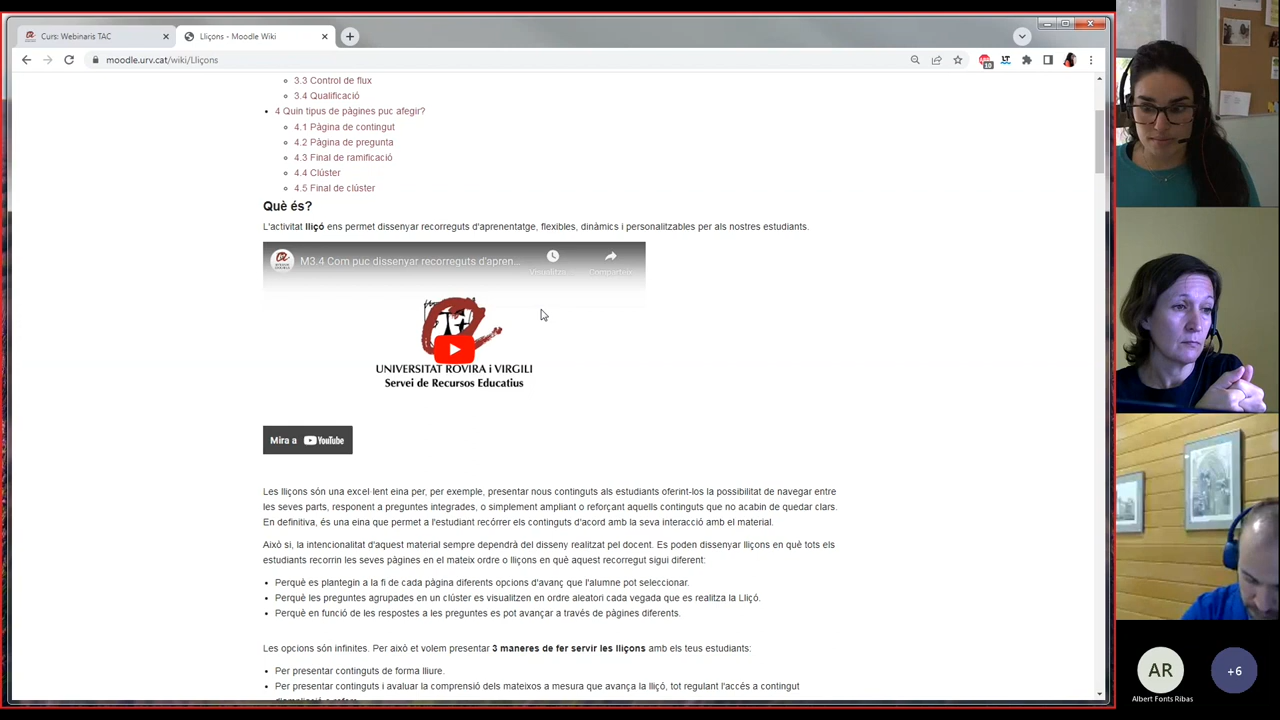 Curs: Webinaris TAC
Lliçons - Moodle Wiki
moodle.urv.cat/wiki/Lliçons
10
3.3 Control de flux
3.4 Qualificació
4 Quin tipus de pàgines puc afegir?
4.1 Pàgina de contingut
4.2 Pàgina de pregunta
4.3 Final de ramificació
4.4 Clúster
4.5 Final de clúster
Què és?
L'activitat lliçó ens permet dissenyar recorreguts d'aprenentatge, flexibles, dinàmics i personalitzables per als nostres estudiants.
M3.4 Com puc dissenyar recorreguts d'apren...
Comparteix
UNIVERSITAT ROVIRA i VIRGILI
Servei de Recursos Educatius
Mira a YouTube
Les lliçons són una excel·lent eina per, per exemple, presentar nous continguts als estudiants oferint-los la possibilitat de navegar entre
les seves parts, responent a preguntes integrades, o simplement ampliant o reforçant aquells continguts que no acabin de quedar clars.
En definitiva, és una eina que permet a l'estudiant recórrer els continguts d'acord amb la seva interacció amb el material.
Això si, la intencionalitat d'aquest material sempre dependrà del disseny realitzat pel docent. Es poden dissenyar lliçons en què tots els
estudiants recorrin les seves pàgines en el mateix ordre o lliçons en què aquest recorregut sigui diferent:
Perquè es plantegin a la fi de cada pàgina diferents opcions d'avanç que l'alumne pot seleccionar.
Perquè les preguntes agrupades en un clúster es visualitzen en ordre aleatori cada vegada que es realitza la Lliçó.
Perquè en funció de les respostes a les preguntes es pot avançar a través de pàgines diferents.
Les opcions són infinites. Per això et volem presentar 3 maneres de fer servir les lliçons amb els teus estudiants:
Per presentar continguts de forma lliure.
Per presentar continguts i avaluar la comprensió dels mateixos a mesura que avança la lliçó, tot regulant l'accés a contingut
AR
+6
Albert Fonts Ribas